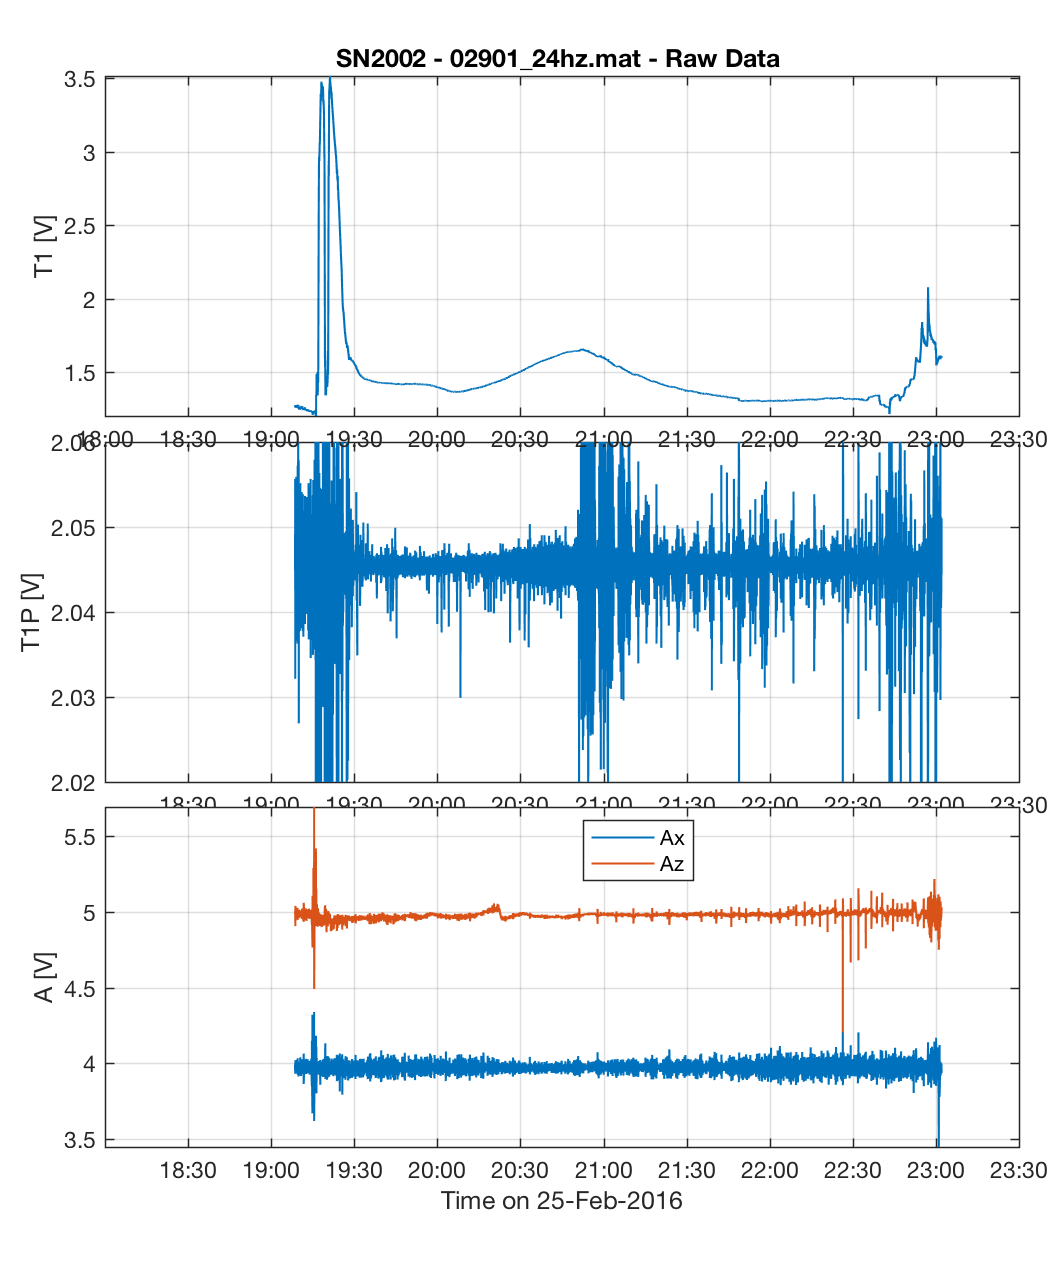 SN2002 - 02901_24hz.mat - Raw Data
3.5
3
2.5
2
1.5
T1 [V]
18:00 18:30 19:00 19:30 20:00 20:30 21:00 21:30 22:00 22:30 23:00 23:30
2.06
2.05
2.04
2.03
2.02
T1P [V]
18:30 19:00 19:30 20:00 20:30 21:00 21:30 22:00 22:30 23:00 23:30
Ax
Az
5.5
5
4.5
4
3.5
A [V]
18:30 19:00 19:30 20:00 20:30 21:00 21:30 22:00 22:30 23:00 23:30
Time on 25-Feb-2016